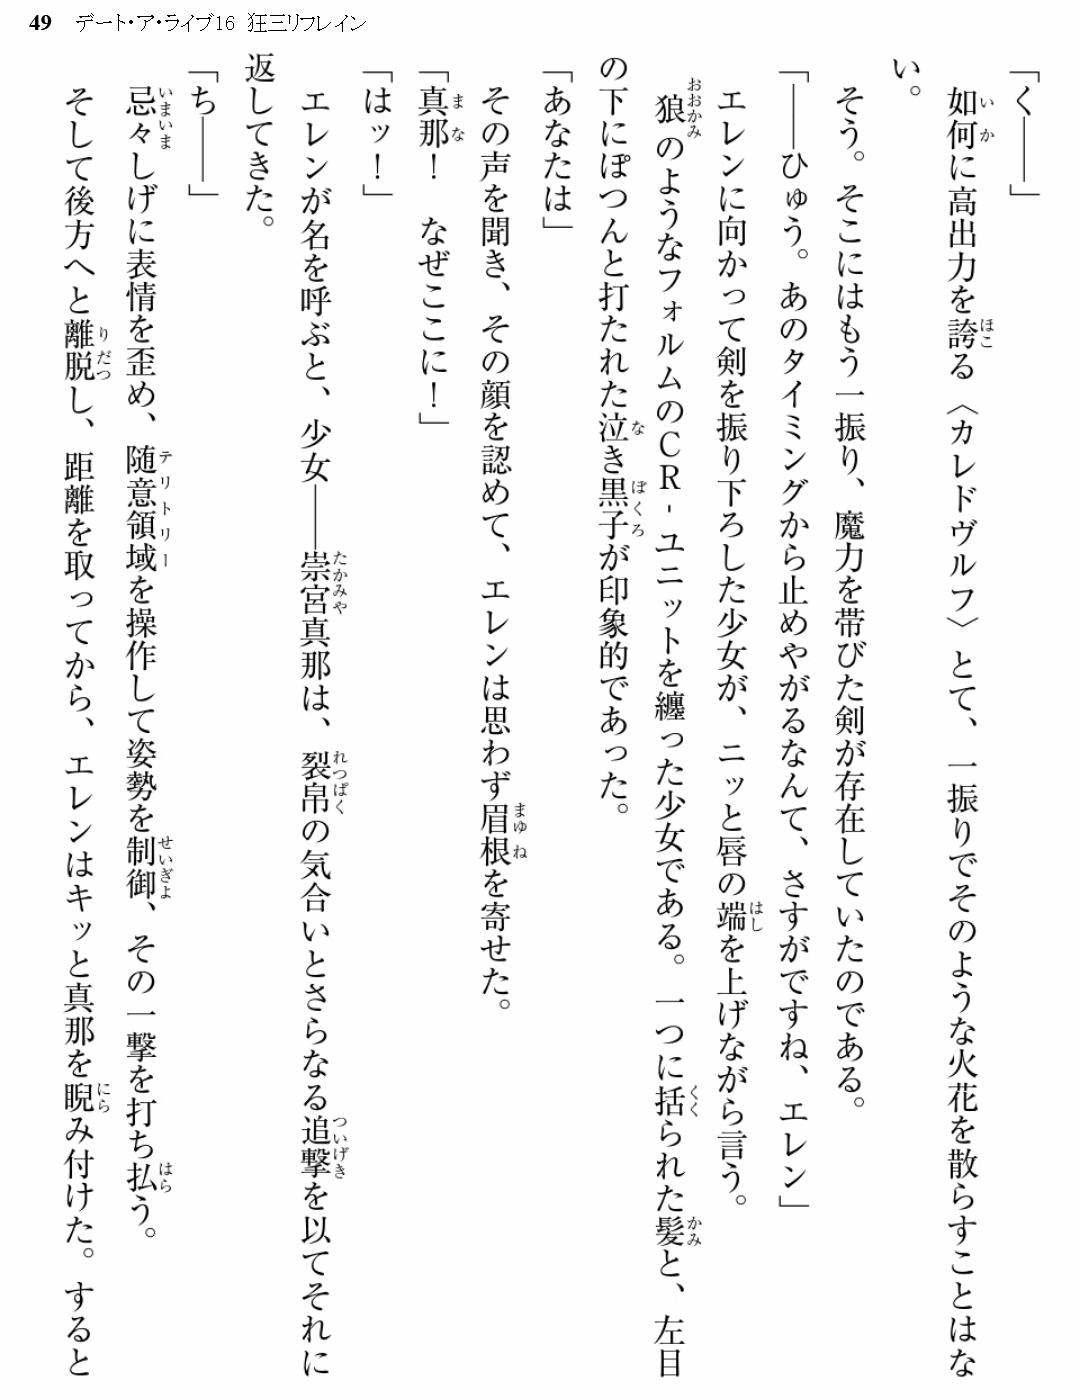 49 デート・ア・ライブ16 狂三リフレイン
「く――」
如何に高出力を誇る〈カレドヴルフ〉とて、一振りでそのような火花を散らすことはな
い。
そう。そこにはもう一振り、魔力を帯びた剣が存在していたのである。
「――ひゅう。あのタイミングから止めやがるなんて、さすがですね、エレン」
エレンに向かって剣を振り下ろした少女が、ニッと唇の端を上げながら言う。
狼のようなフォルムのCR-ユニットを纏った少女である。一つに括られた髪と、左目
の下にぽつんと打たれた泣き黒子が印象的であった。
「あなたは」
その声を聞き、その顔を認めて、エレンは思わず眉根を寄せた。
「真那！　なぜここに！」
「はッ！」
エレンが名を呼ぶと、少女――崇宮真那は、裂帛の気合いとさらなる追撃を以てそれに
返してきた。
「ち――」
忌々しげに表情を歪め、随意領域を操作して姿勢を制御、その一撃を打ち払う。
そして後方へと離脱し、距離を取ってから、エレンはキッと真那を睨み付けた。すると